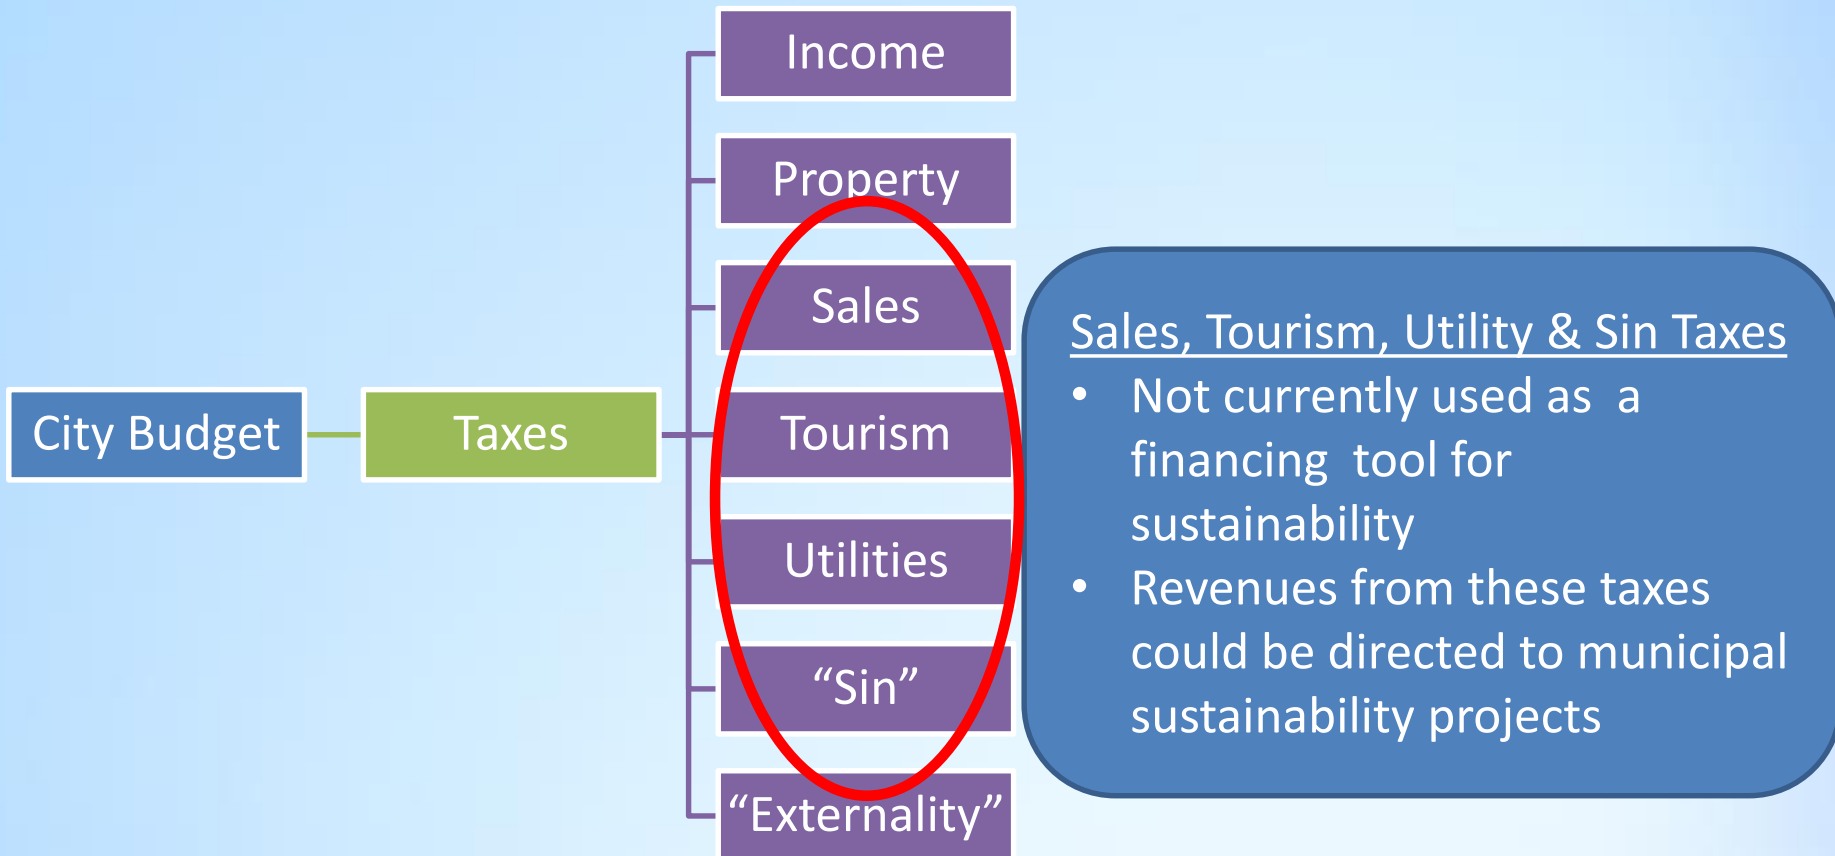 Income
Property
Sales
City Budget
Taxes
Tourism
Utilities
“Sin”
“Externality”
Sales, Tourism, Utility & Sin Taxes
• Not currently used as a
financing tool for
sustainability
• Revenues from these taxes
could be directed to municipal
sustainability projects